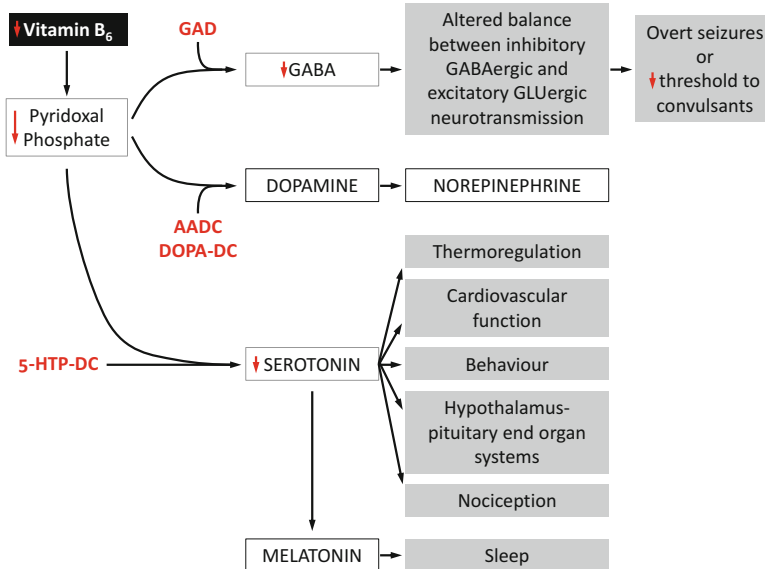 Vitamin B6
GAD
GABA
Altered balance
between inhibitory
GABAergic and
excitatory GLUergic
neurotransmission
Overt seizures
or
threshold to
convulsants
Pyridoxal
Phosphate
DOPAMINE
NOREPINEPHRINE
AADC
DOPA-DC
Thermoregulation
Cardiovascular
function
5-HTP-DC
SEROTONIN
Behaviour
Hypothalamus-
pituitary end organ
systems
Nociception
MELATONIN
Sleep